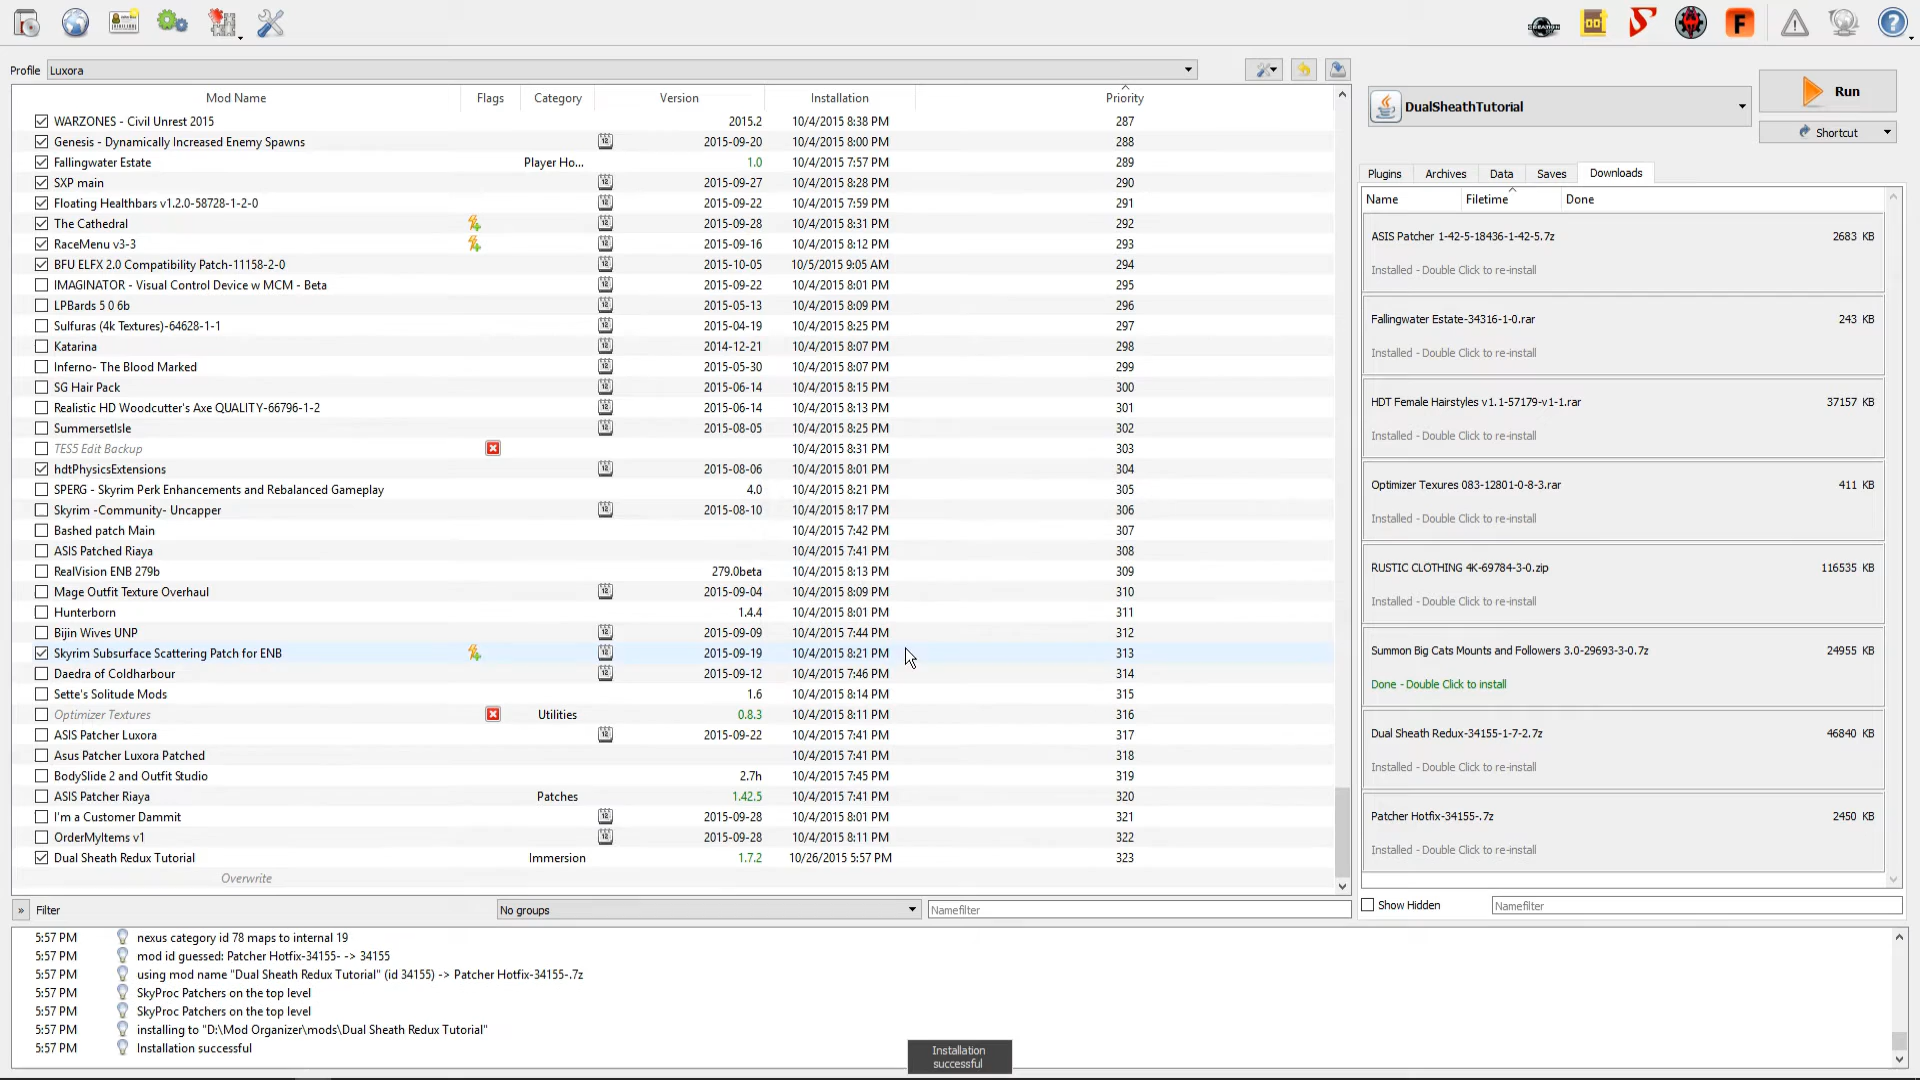 Profile Luxora
Mod Name Flags Category Version Installation Priority
WARZONES - Civil Unrest 2015 2015.2 10/4/2015 8:38 PM 287
Genesis - Dynamically Increased Enemy Spawns 2015-09-20 10/4/2015 8:00 PM 288
Fallingwater Estate Player Ho... 1.0 10/4/2015 7:57 PM 289
SXP main 2015-09-27 10/4/2015 8:28 PM 290
Floating Healthbars v1.2.0-58728-1-2-0 2015-09-22 10/4/2015 7:59 PM 291
The Cathedral 2015-09-28 10/4/2015 8:31 PM 292
RaceMenu v3-3 2015-09-16 10/4/2015 8:12 PM 293
BFU ELFX 2.0 Compatibility Patch-11158-2-0 2015-10-05 10/5/2015 9:05 AM 294
IMAGINATOR - Visual Control Device w MCM - Beta 2015-09-22 10/4/2015 8:01 PM 295
LPBards 5 0 6b 2015-05-13 10/4/2015 8:09 PM 296
Sulfuras (4k Textures)-64628-1-1 2015-04-19 10/4/2015 8:25 PM 297
Katarina 2014-12-21 10/4/2015 8:07 PM 298
Inferno- The Blood Marked 2015-05-30 10/4/2015 8:07 PM 299
SG Hair Pack 2015-06-14 10/4/2015 8:15 PM 300
Realistic HD Woodcutter's Axe QUALITY-66796-1-2 2015-06-14 10/4/2015 8:13 PM 301
Summersetlsle 2015-08-05 10/4/2015 8:25 PM 302
TES5 Edit Backup 10/4/2015 8:31 PM 303
hdtPhysicsExtensions 2015-08-06 10/4/2015 8:01 PM 304
SPERG - Skyrim Perk Enhancements and Rebalanced Gameplay 4.0 10/4/2015 8:21 PM 305
Skyrim -Community- Uncapper 2015-08-10 10/4/2015 8:17 PM 306
Bashed patch Main 10/4/2015 7:42 PM 307
ASIS Patched Riaya 10/4/2015 7:41 PM 308
RealVision ENB 279b 279.0beta 10/4/2015 8:13 PM 309
Mage Outfit Texture Overhaul 2015-09-04 10/4/2015 8:09 PM 310
Hunterborn 1.4.4 10/4/2015 8:01 PM 311
Bijin Wives UNP 2015-09-09 10/4/2015 7:44 PM 312
Skyrim Subsurface Scattering Patch for ENB 2015-09-19 10/4/2015 8:21 PM 313
Daedra of Coldharbour 2015-09-12 10/4/2015 7:46 PM 314
Sette's Solitude Mods 1.6 10/4/2015 8:14 PM 315
Optimizer Textures Utilities 0.8.3 10/4/2015 8:11 PM 316
ASIS Patcher Luxora 2015-09-22 10/4/2015 7:41 PM 317
Asus Patcher Luxora Patched 10/4/2015 7:41 PM 318
BodySlide 2 and Outfit Studio 2.7h 10/4/2015 7:45 PM 319
ASIS Patcher Riaya Patches 1.42.5 10/4/2015 7:41 PM 320
I'm a Customer Dammit 2015-09-28 10/4/2015 8:01 PM 321
OrderMyItems v1 2015-09-28 10/4/2015 8:11 PM 322
Dual Sheath Redux Tutorial Immersion 1.7.2 10/26/2015 5:57 PM 323
Overwrite
» Filter No groups Namefilter
DualSheathTutorial
Run
Shortcut
Plugins Archives Data Saves Downloads
Name Filetime Done
ASIS Patcher 1-42-5-18436-1-42-5.7z 2683 KB
Installed - Double Click to re-install
Fallingwater Estate-34316-1-0.rar 243 KB
Installed - Double Click to re-install
HDT Female Hairstyles v1.1-57179-v1-1.rar 37157 KB
Installed - Double Click to re-install
Optimizer Texures 083-12801-0-8-3.rar 411 KB
Installed - Double Click to re-install
RUSTIC CLOTHING 4K-69784-3-0.zip 116535 KB
Installed - Double Click to re-install
Summon Big Cats Mounts and Followers 3.0-29693-3-0.7z 24955 KB
Done - Double Click to install
Dual Sheath Redux-34155-1-7-2.7z 46840 KB
Installed - Double Click to re-install
Patcher Hotfix-34155-.7z 2450 KB
Installed - Double Click to re-install
Show Hidden Namefilter
5:57 PM nexus category id 78 maps to internal 19
5:57 PM mod id guessed: Patcher Hotfix-34155- -> 34155
5:57 PM using mod name "Dual Sheath Redux Tutorial" (id 34155) -> Patcher Hotfix-34155-.7z
5:57 PM SkyProc Patchers on the top level
5:57 PM SkyProc Patchers on the top level
5:57 PM installing to "D:\Mod Organizer\mods\Dual Sheath Redux Tutorial"
5:57 PM Installation successful
Installation
successful